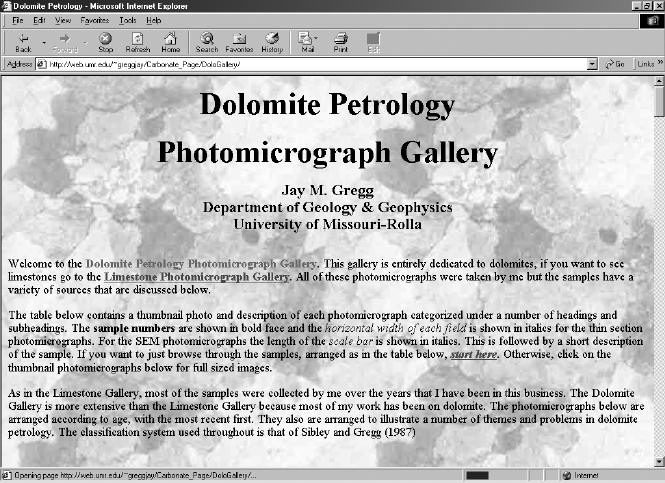 Dolomite Petrology - Microsoft Internet Explorer
File Edit View Favorites Tools Help
Back Forward Stop Refresh Home Search Favorites History Mail Print Edit
Address http://web.umr.edu/~greggjay/Carbonate_Page/DoloGallery/ Go Links »
Dolomite Petrology
Photomicrograph Gallery
Jay M. Gregg
Department of Geology & Geophysics
University of Missouri-Rolla
Welcome to the Dolomite Petrology Photomicrograph Gallery. This gallery is entirely dedicated to dolomites, if you want to see
limestones go to the Limestone Photomicrograph Gallery. All of these photomicrographs were taken by me but the samples have a
variety of sources that are discussed below.
The table below contains a thumbnail photo and description of each photomicrograph categorized under a number of headings and
subheadings. The sample numbers are shown in bold face and the horizontal width of each field is shown in italics for the thin section
photomicrographs. For the SEM photomicrographs the length of the scale bar is shown in italics. This is followed by a short description
of the sample. If you want to just browse through the samples, arranged as in the table below, start here. Otherwise, click on the
thumbnail photomicrographs below for full sized images.
As in the Limestone Gallery, most of the samples were collected by me over the years that I have been in this business. The Dolomite
Gallery is more extensive than the Limestone Gallery because most of my work has been on dolomite. The photomicrographs below are
arranged according to age, with the most recent first. They also are arranged to illustrate a number of themes and problems in dolomite
petrology. The classification system used throughout is that of Sibley and Gregg (1987)
Opening page http://web.umr.edu/~greggjay/Carbonate_Page/DoloGallery/... Internet